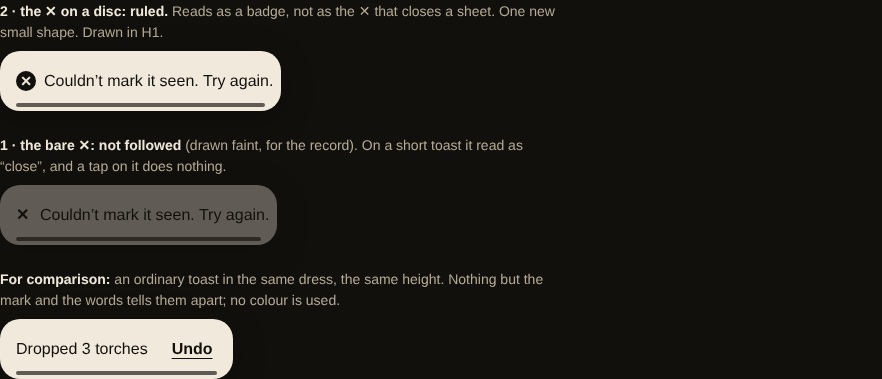 2 · the ✕ on a disc: ruled. Reads as a badge, not as the ✕ that closes a sheet. One new
small shape. Drawn in H1.
✕ Couldn’t mark it seen. Try again.
1 · the bare ✕: not followed (drawn faint, for the record). On a short toast it read as
“close”, and a tap on it does nothing.
✕ Couldn’t mark it seen. Try again.
For comparison: an ordinary toast in the same dress, the same height. Nothing but the
mark and the words tells them apart; no colour is used.
Dropped 3 torches Undo